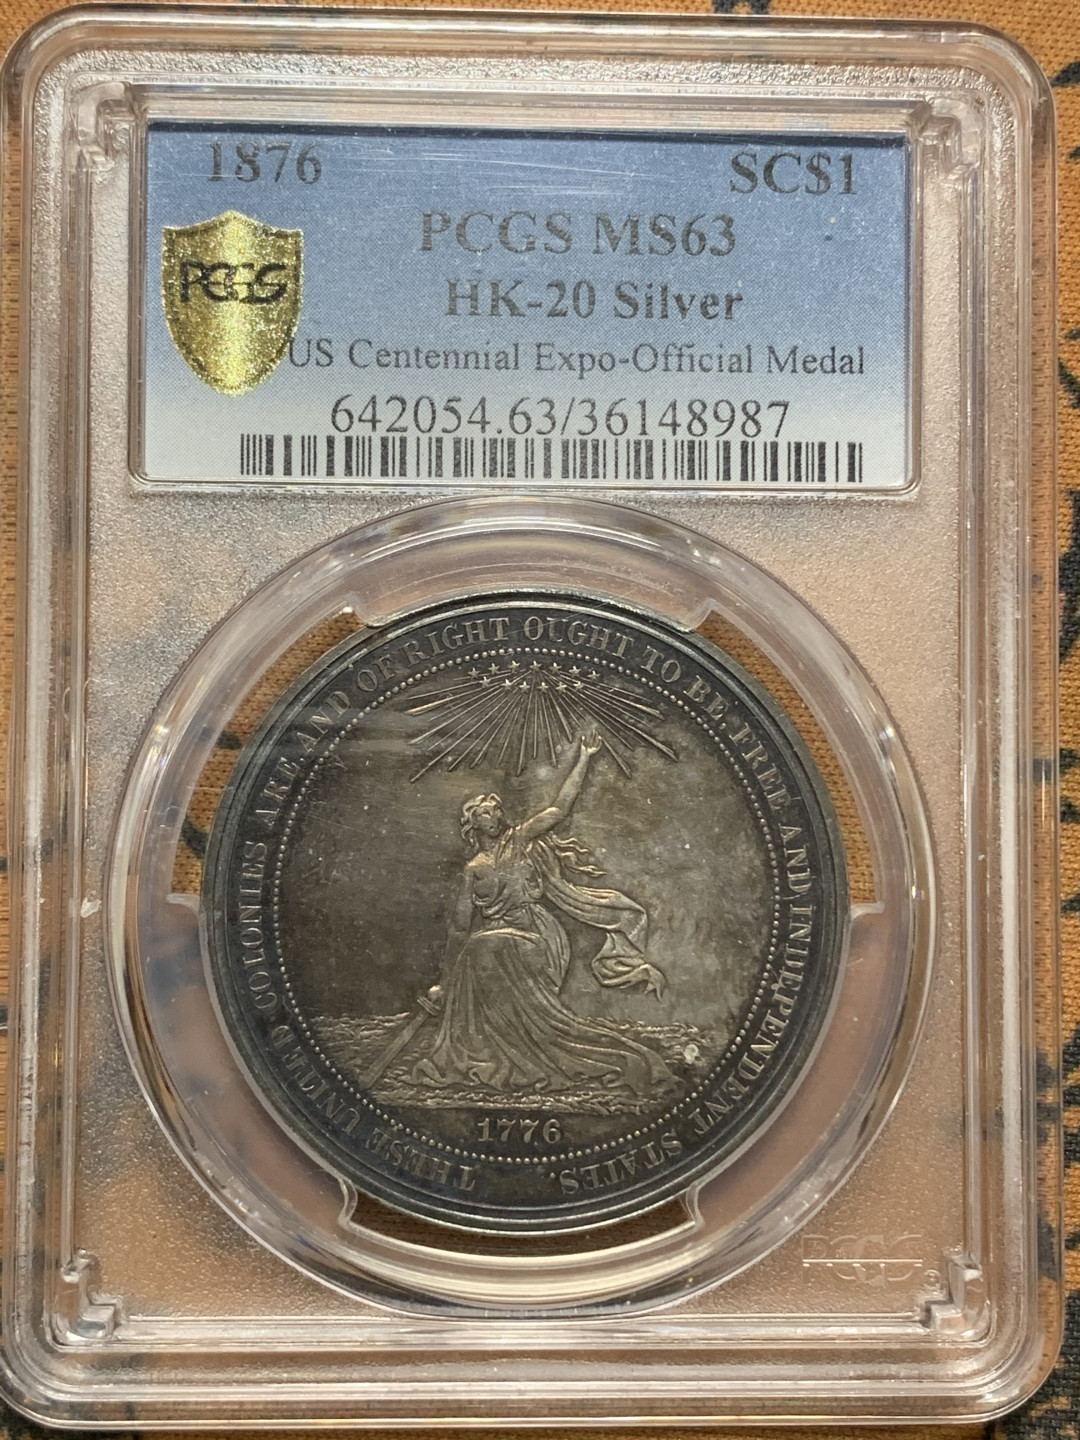 1876 SC$1
PCGS MS63
PCGS
HK-20 Silver
US Centennial Expo-Official Medal
642054.63/36148987
THESE UNITED COLONIES ARE, AND OF RIGHT OUGHT TO BE, FREE AND INDEPENDENT STATES.
1776
PCGS